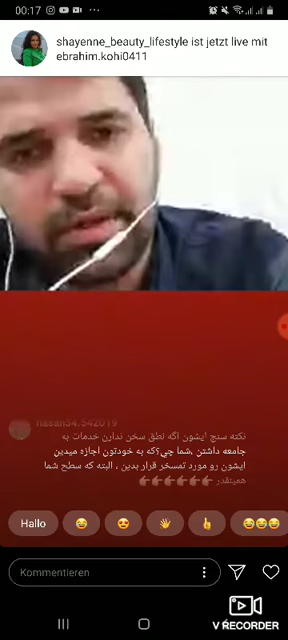 00:17
shayenne_beauty_lifestyle ist jetzt live mit
ebrahim.kohi0411
hasan54.542019
نکته سنج ایشون اگه نطق سخن ندارن خدمات به
جامعه داشتن ،شما چی؟که به خودتون اجازه میدین
ایشون رو مورد تمسخر قرار بدین ، البته که سطح شما
همینقدر
Hallo
Kommentieren
V RECORDER